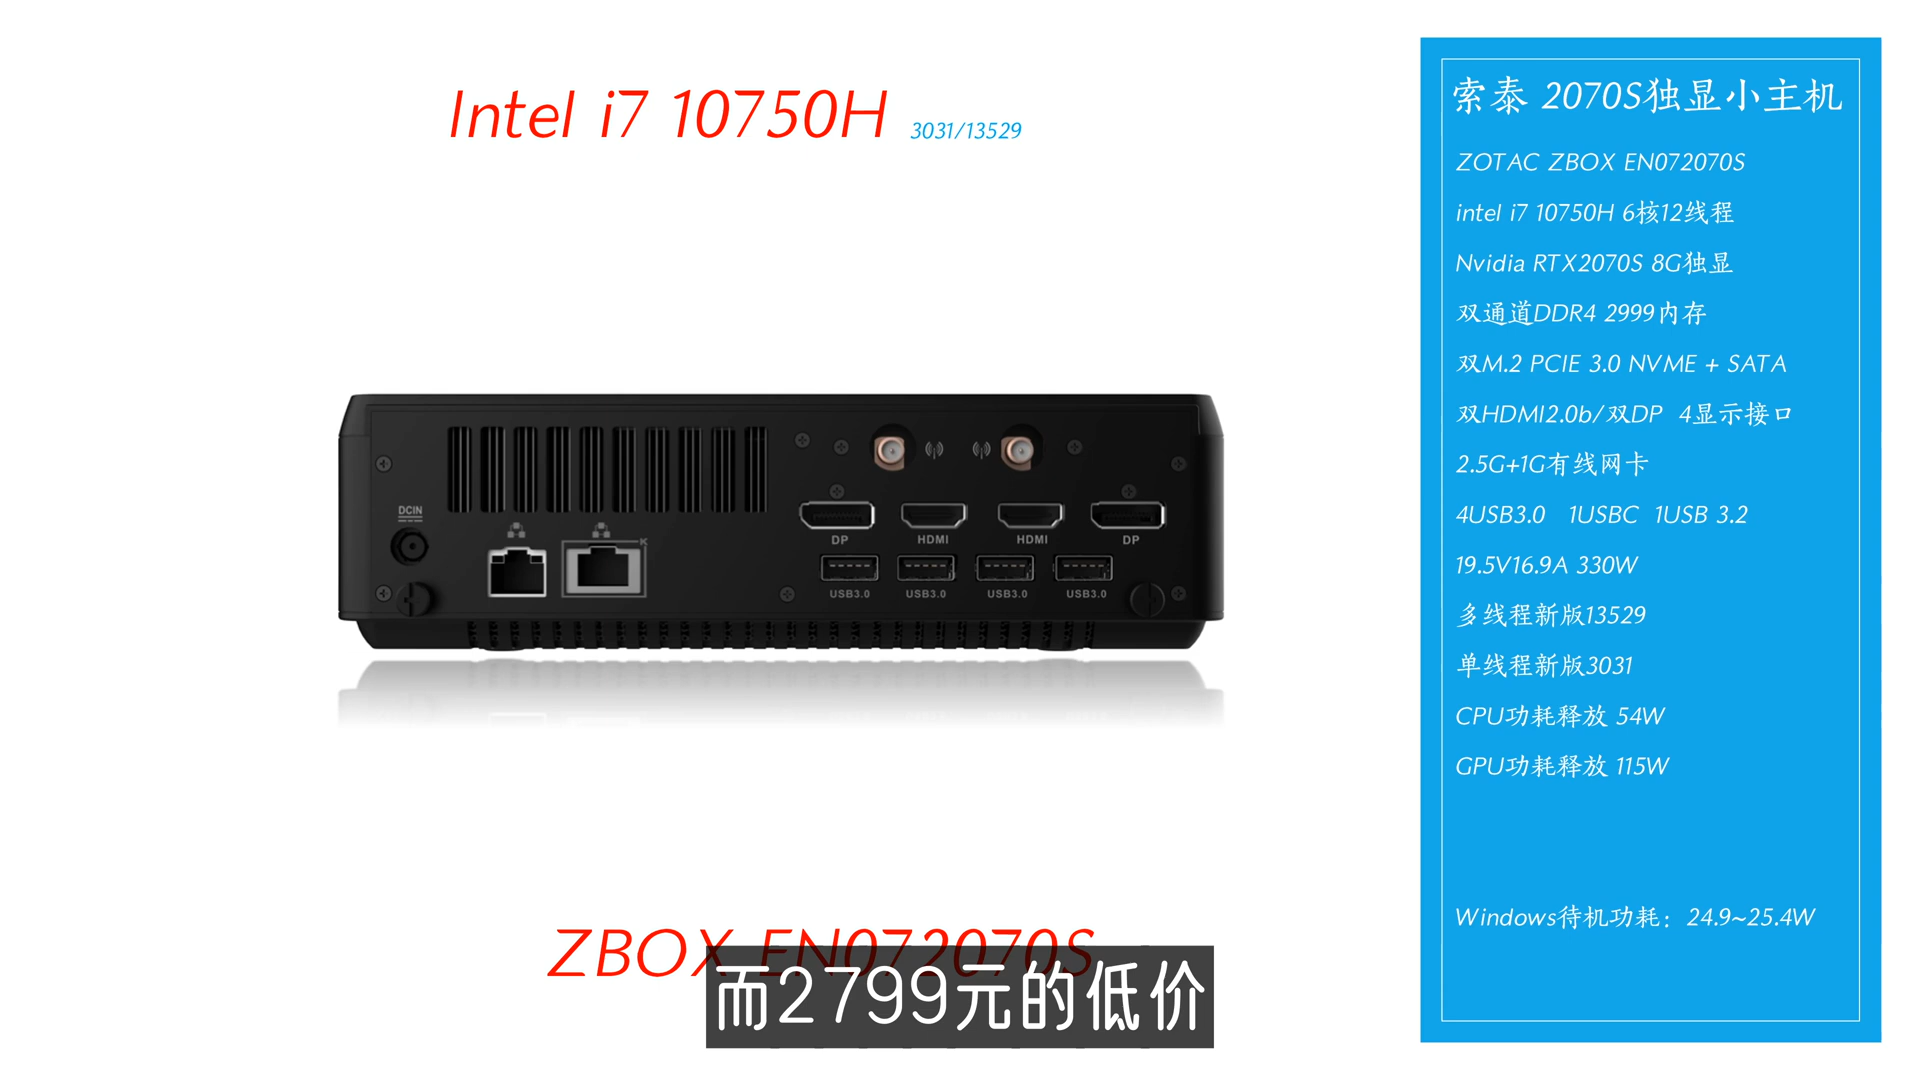 Intel i7 10750H 3031/13529
DCIN
DP
HDMI
HDMI
DP
USB3.0
USB3.0
USB3.0
USB3.0
ZBOX EN072070S
而2799元的低价
索泰 2070S独显小主机
ZOTAC ZBOX EN072070S
intel i7 10750H 6核12线程
Nvidia RTX2070S 8G独显
双通道DDR4 2999内存
双M.2 PCIE 3.0 NVME + SATA
双HDMI2.0b/双DP 4显示接口
2.5G+1G有线网卡
4USB3.0 1USBC 1USB 3.2
19.5V16.9A 330W
多线程新版13529
单线程新版3031
CPU功耗释放 54W
GPU功耗释放 115W
Windows待机功耗：24.9~25.4W